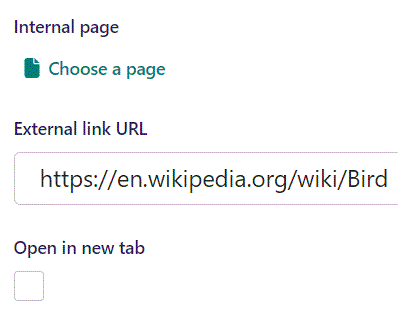 Internal page
Choose a page
External link URL
https://en.wikipedia.org/wiki/Bird
Open in new tab